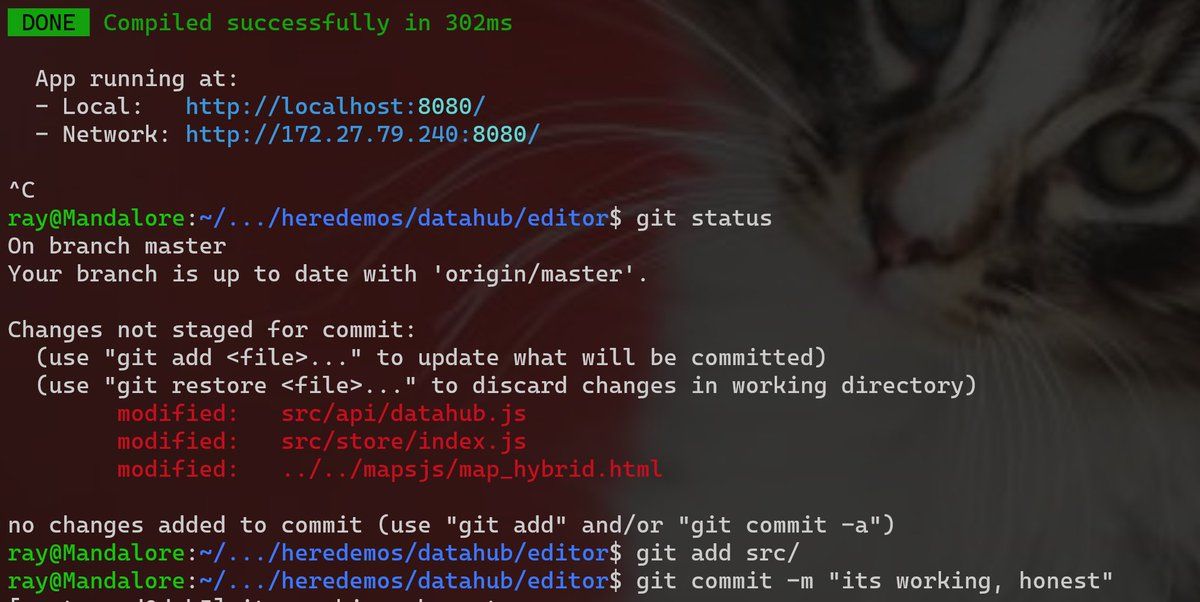 DONE Compiled successfully in 302ms
App running at:
- Local: http://localhost:8080/
- Network: http://172.27.79.240:8080/
^C
ray@Mandalore:~/.../heredemos/datahub/editor$ git status
On branch master
Your branch is up to date with 'origin/master'.
Changes not staged for commit:
(use "git add <file>..." to update what will be committed)
(use "git restore <file>..." to discard changes in working directory)
modified: src/api/datahub.js
modified: src/store/index.js
modified: ../../mapsjs/map_hybrid.html
no changes added to commit (use "git add" and/or "git commit -a")
ray@Mandalore:~/.../heredemos/datahub/editor$ git add src/
ray@Mandalore:~/.../heredemos/datahub/editor$ git commit -m "its working, honest"